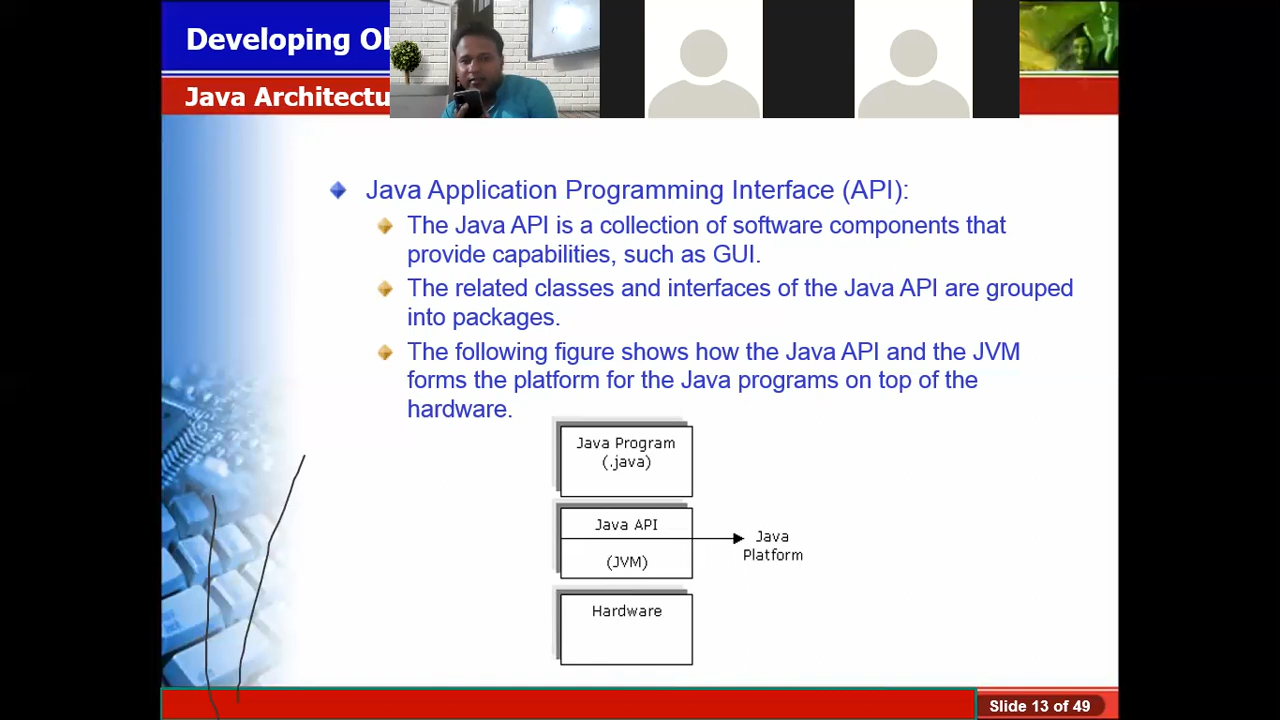 Developing O
Java Architectu
Java Application Programming Interface (API):
The Java API is a collection of software components that
provide capabilities, such as GUI.
The related classes and interfaces of the Java API are grouped
into packages.
The following figure shows how the Java API and the JVM
forms the platform for the Java programs on top of the
hardware.
Java Program
(.java)
Java API
(JVM)
Java
Platform
Hardware
Slide 13 of 49